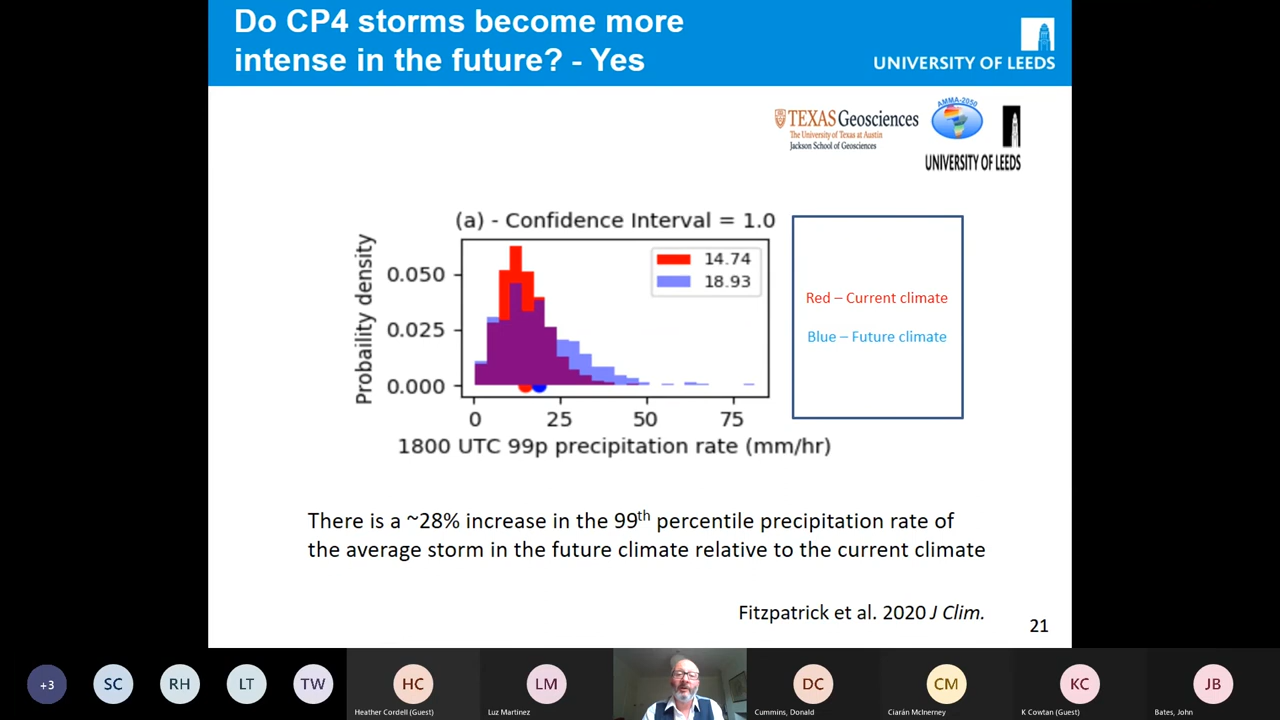 Do CP4 storms become more
intense in the future? - Yes
UNIVERSITY OF LEEDS
AMMA-2050
TEXAS Geosciences
The University of Texas at Austin
Jackson School of Geosciences
UNIVERSITY OF LEEDS
(a) - Confidence Interval = 1.0
Probaility density
0.050
0.025
0.000
14.74
18.93
0
25
50
75
1800 UTC 99p precipitation rate (mm/hr)
Red – Current climate
Blue – Future climate
There is a ~28% increase in the 99th percentile precipitation rate of
the average storm in the future climate relative to the current climate
Fitzpatrick et al. 2020 J Clim.
21
+3
SC
RH
LT
TW
HC
Heather Cordell (Guest)
LM
Luz Martinez
DC
Cummins, Donald
CM
Ciarán McInerney
KC
K Cowtan (Guest)
JB
Bates, John